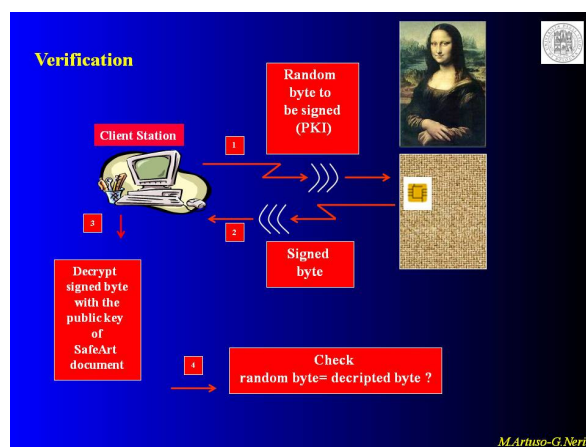 Verification
Random
byte to
be signed
(PKI)
Client Station
1
2
3
Signed
byte
Decrypt
signed byte
with the
public key
of
SafeArt
document
4
Check
random byte= decripted byte ?
M.Artuso-G.Neri